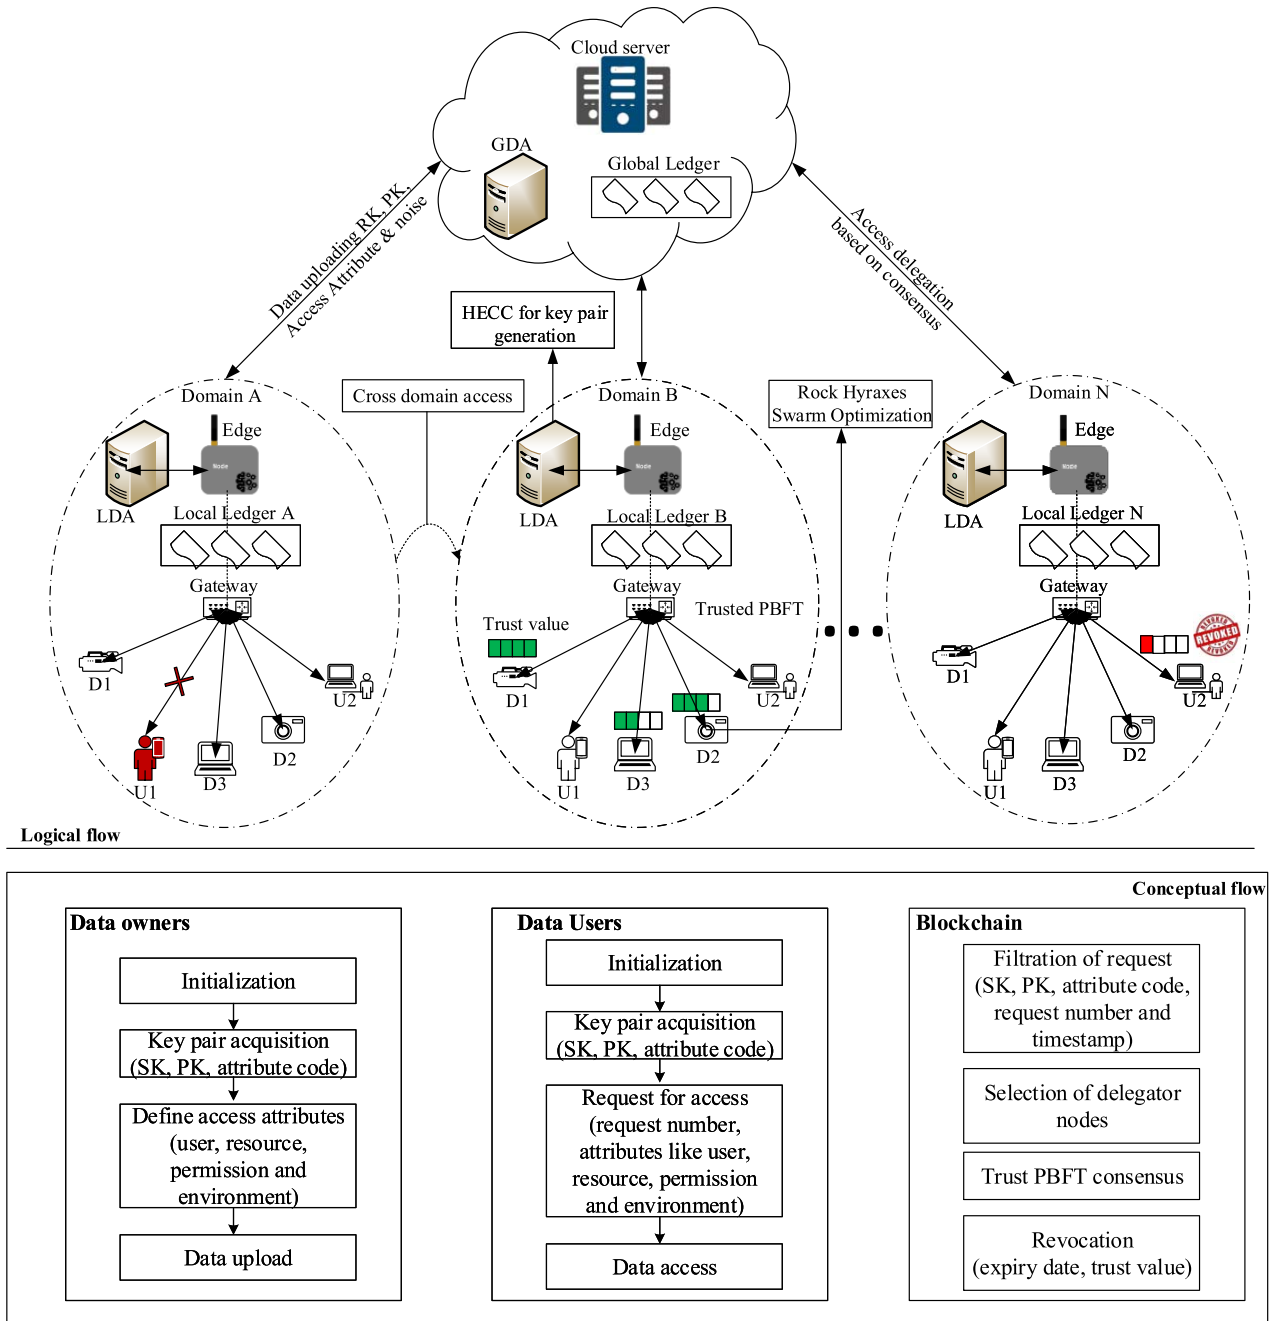 Cloud server
GDA
Global Ledger
Data uploading RK, PK,
Access Attribute & noise
Access delegation
based on consensus
HECC for key pair
generation
Domain A
Edge
Node
LDA
Local Ledger A
Gateway
D1
U2
D2
D3
U1
Cross domain access
Domain B
Edge
Node
LDA
Local Ledger B
Gateway
Trusted PBFT
Trust value
D1
U2
D2
D3
U1
Rock Hyraxes
Swarm Optimization
Domain N
Edge
Node
LDA
Local Ledger N
Gateway
REVOKED
REVOKED
REVOKED
D1
U2
D2
D3
U1
Logical flow
Conceptual flow
Data owners
Initialization
Key pair acquisition
(SK, PK, attribute code)
Define access attributes
(user, resource,
permission and
environment)
Data upload
Data Users
Initialization
Key pair acquisition
(SK, PK, attribute code)
Request for access
(request number,
attributes like user,
resource, permission
and environment)
Data access
Blockchain
Filtration of request
(SK, PK, attribute code,
request number and
timestamp)
Selection of delegator
nodes
Trust PBFT consensus
Revocation
(expiry date, trust value)